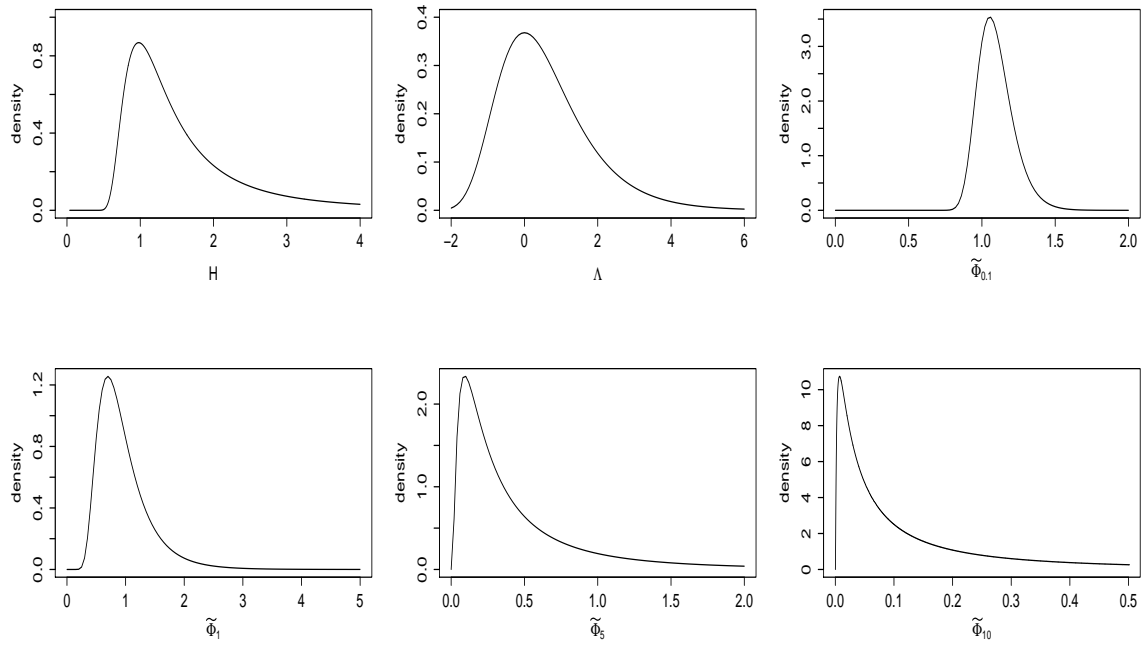 density
0.0 0.4 0.8
0 1 2 3 4
H
density
0.0 0.1 0.2 0.3 0.4
−2 0 2 4 6
Λ
density
0.0 1.0 2.0 3.0
0.0 0.5 1.0 1.5 2.0
Φ̃0.1
density
0.0 0.4 0.8 1.2
0 1 2 3 4 5
Φ̃1
density
0.0 1.0 2.0
0.0 0.5 1.0 1.5 2.0
Φ̃5
density
0 2 4 6 8 10
0.0 0.1 0.2 0.3 0.4 0.5
Φ̃10